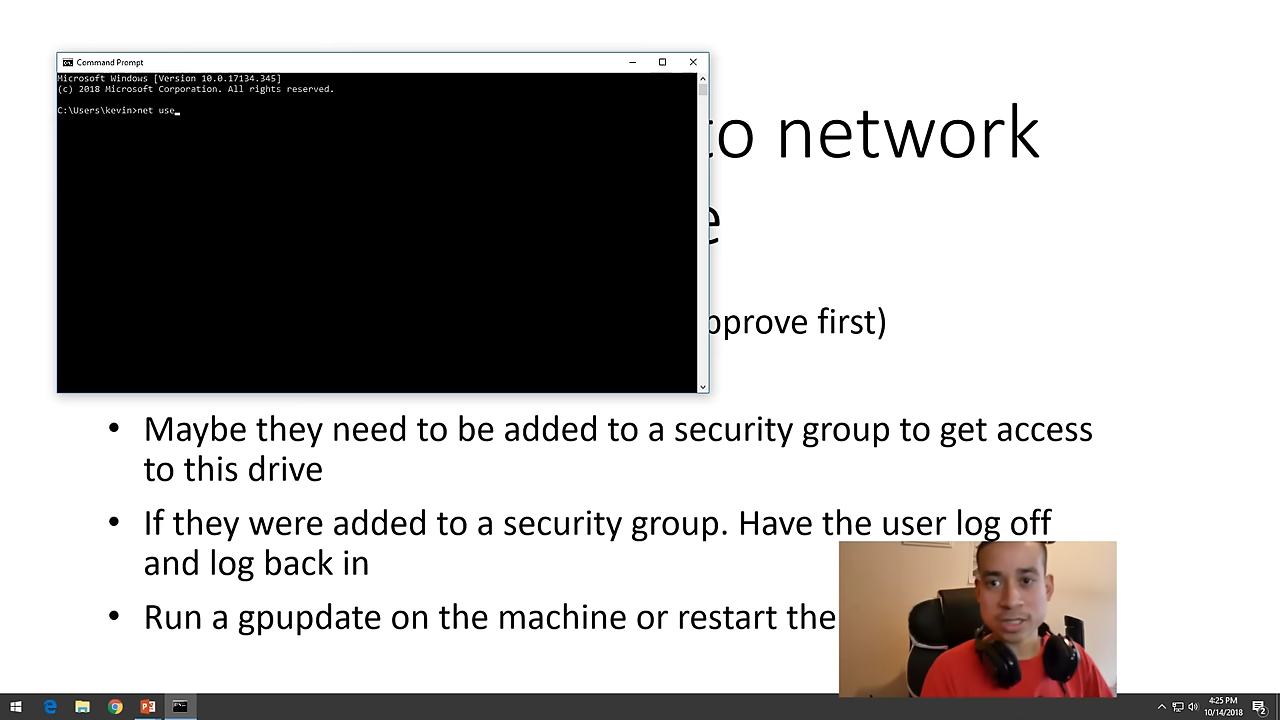 Command Prompt
Microsoft Windows [Version 10.0.17134.345]
(c) 2018 Microsoft Corporation. All rights reserved.
C:\Users\kevin>net use
to network
first)
• Maybe they need to be added to a security group to get access
to this drive
• If they were added to a security group. Have the user log off
and log back in
• Run a gpupdate on the machine or restart the
4:25 PM
10/14/2018
2